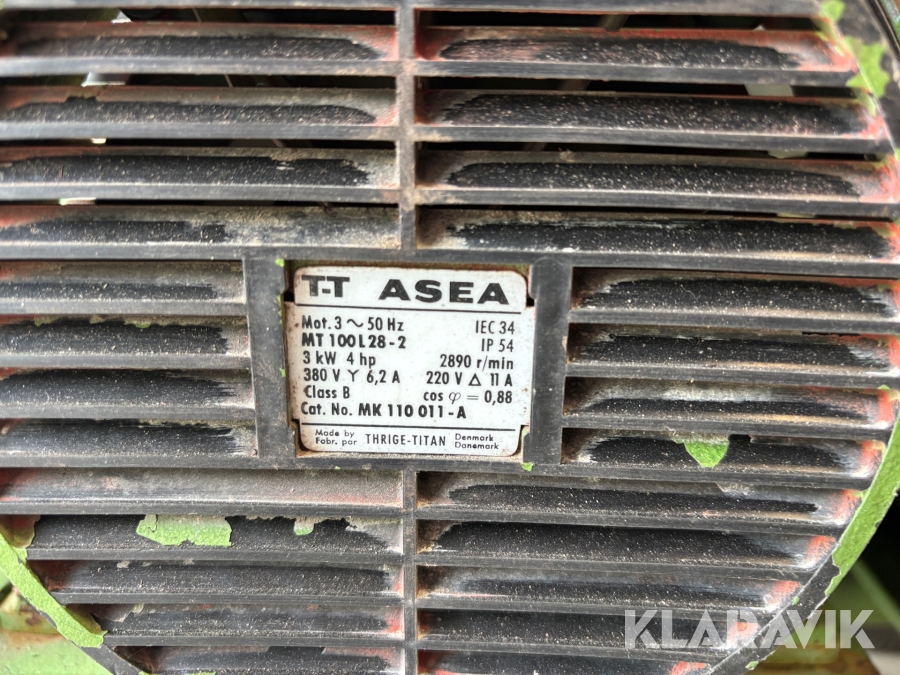 T-T ASEA
Mot. 3 ~ 50 Hz IEC 34
MT 100 L 28 - 2 IP 54
3 kW 4 hp 2890 r/min
380 V Y 6,2 A 220 V Δ 11 A
Class B cos φ = 0,88
Cat. No. MK 110 011 - A
Made by THRIGE-TITAN Denmark
Fabr. par Danemark
KLARAVIK